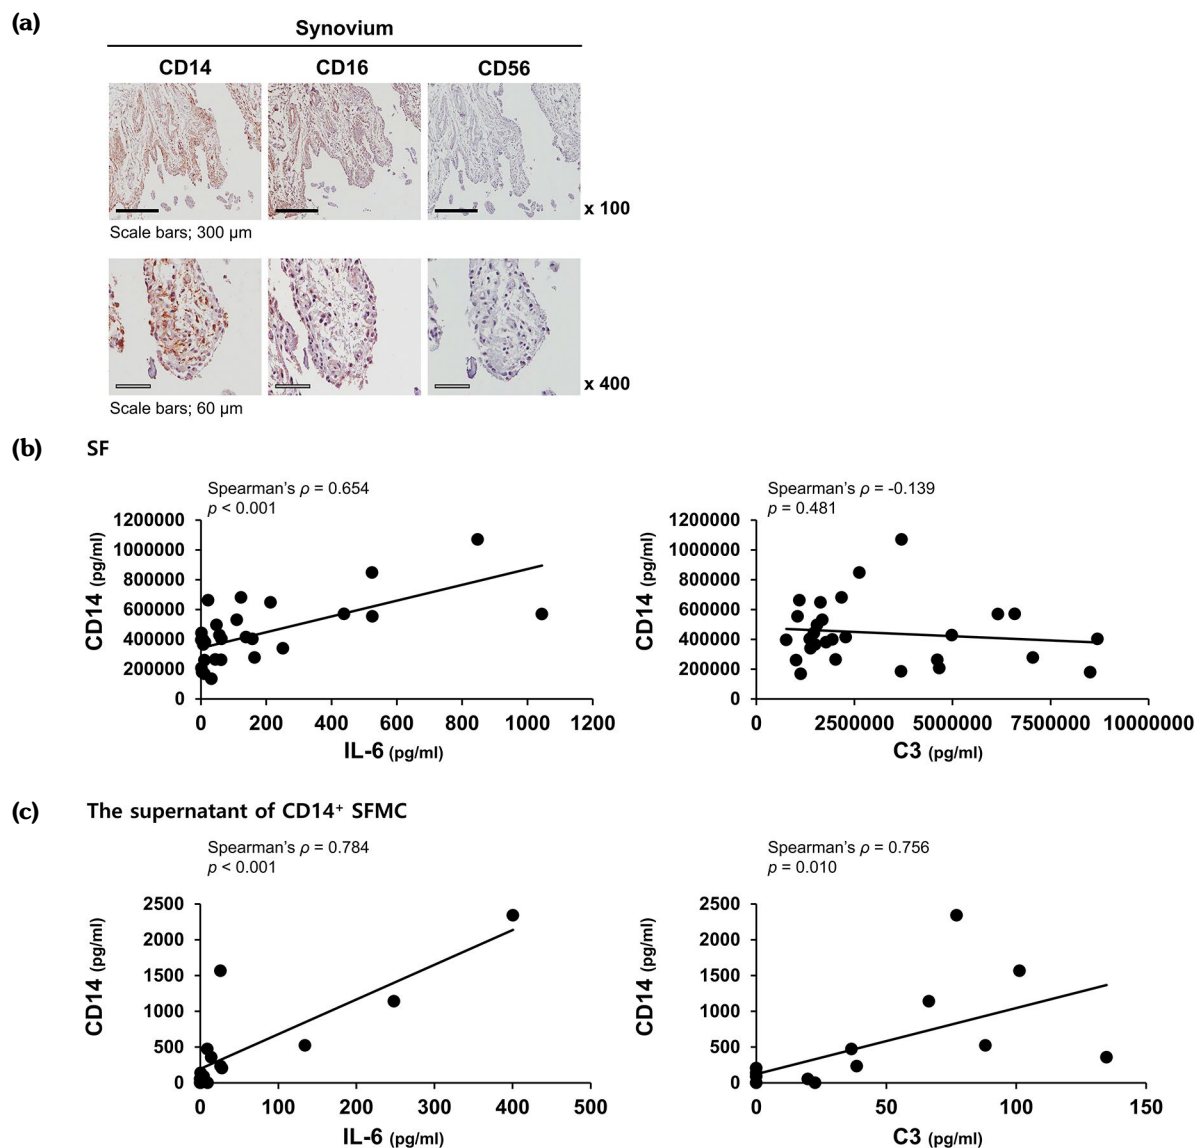 (a)
Synovium
CD14 CD16 CD56
x 100
Scale bars; 300 µm
x 400
Scale bars; 60 µm
(b) SF
Spearman's ρ = 0.654
p < 0.001
CD14 (pg/ml)
1200000
1000000
800000
600000
400000
200000
0
0 200 400 600 800 1000 1200
IL-6 (pg/ml)
Spearman's ρ = -0.139
p = 0.481
CD14 (pg/ml)
1200000
1000000
800000
600000
400000
200000
0
0 2500000 5000000 7500000 10000000
C3 (pg/ml)
(c) The supernatant of CD14⁺ SFMC
Spearman's ρ = 0.784
p < 0.001
CD14 (pg/ml)
2500
2000
1500
1000
500
0
0 100 200 300 400 500
IL-6 (pg/ml)
Spearman's ρ = 0.756
p = 0.010
CD14 (pg/ml)
2500
2000
1500
1000
500
0
0 50 100 150
C3 (pg/ml)